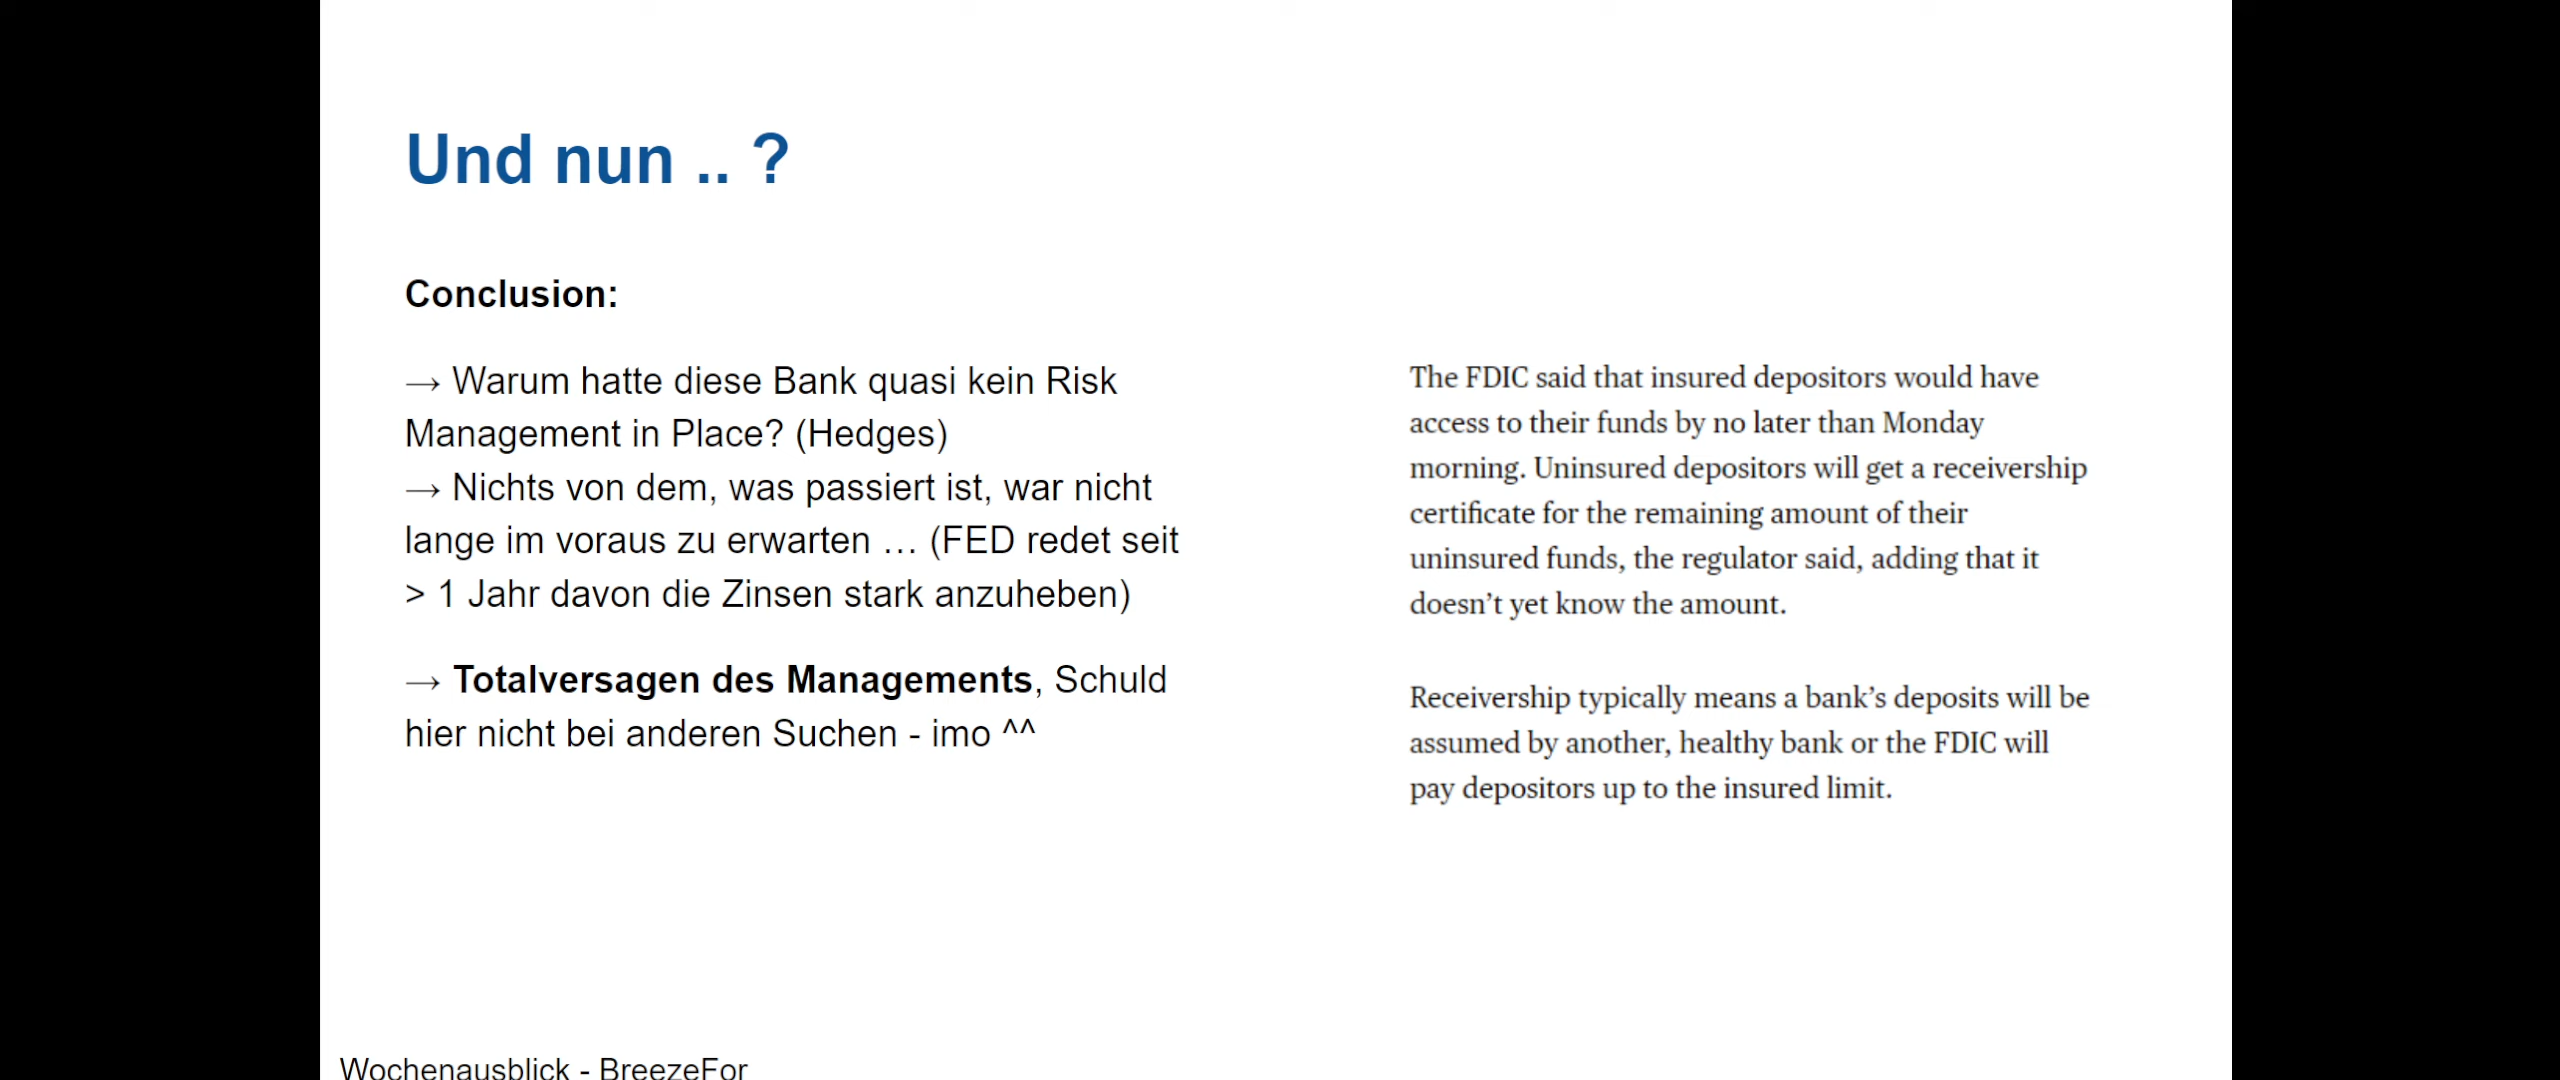 Und nun .. ?
Conclusion:
→ Warum hatte diese Bank quasi kein Risk
Management in Place? (Hedges)
→ Nichts von dem, was passiert ist, war nicht
lange im voraus zu erwarten … (FED redet seit
> 1 Jahr davon die Zinsen stark anzuheben)
→ Totalversagen des Managements, Schuld
hier nicht bei anderen Suchen - imo ^^
The FDIC said that insured depositors would have
access to their funds by no later than Monday
morning. Uninsured depositors will get a receivership
certificate for the remaining amount of their
uninsured funds, the regulator said, adding that it
doesn’t yet know the amount.
Receivership typically means a bank’s deposits will be
assumed by another, healthy bank or the FDIC will
pay depositors up to the insured limit.
Wochenausblick - BreezeFor